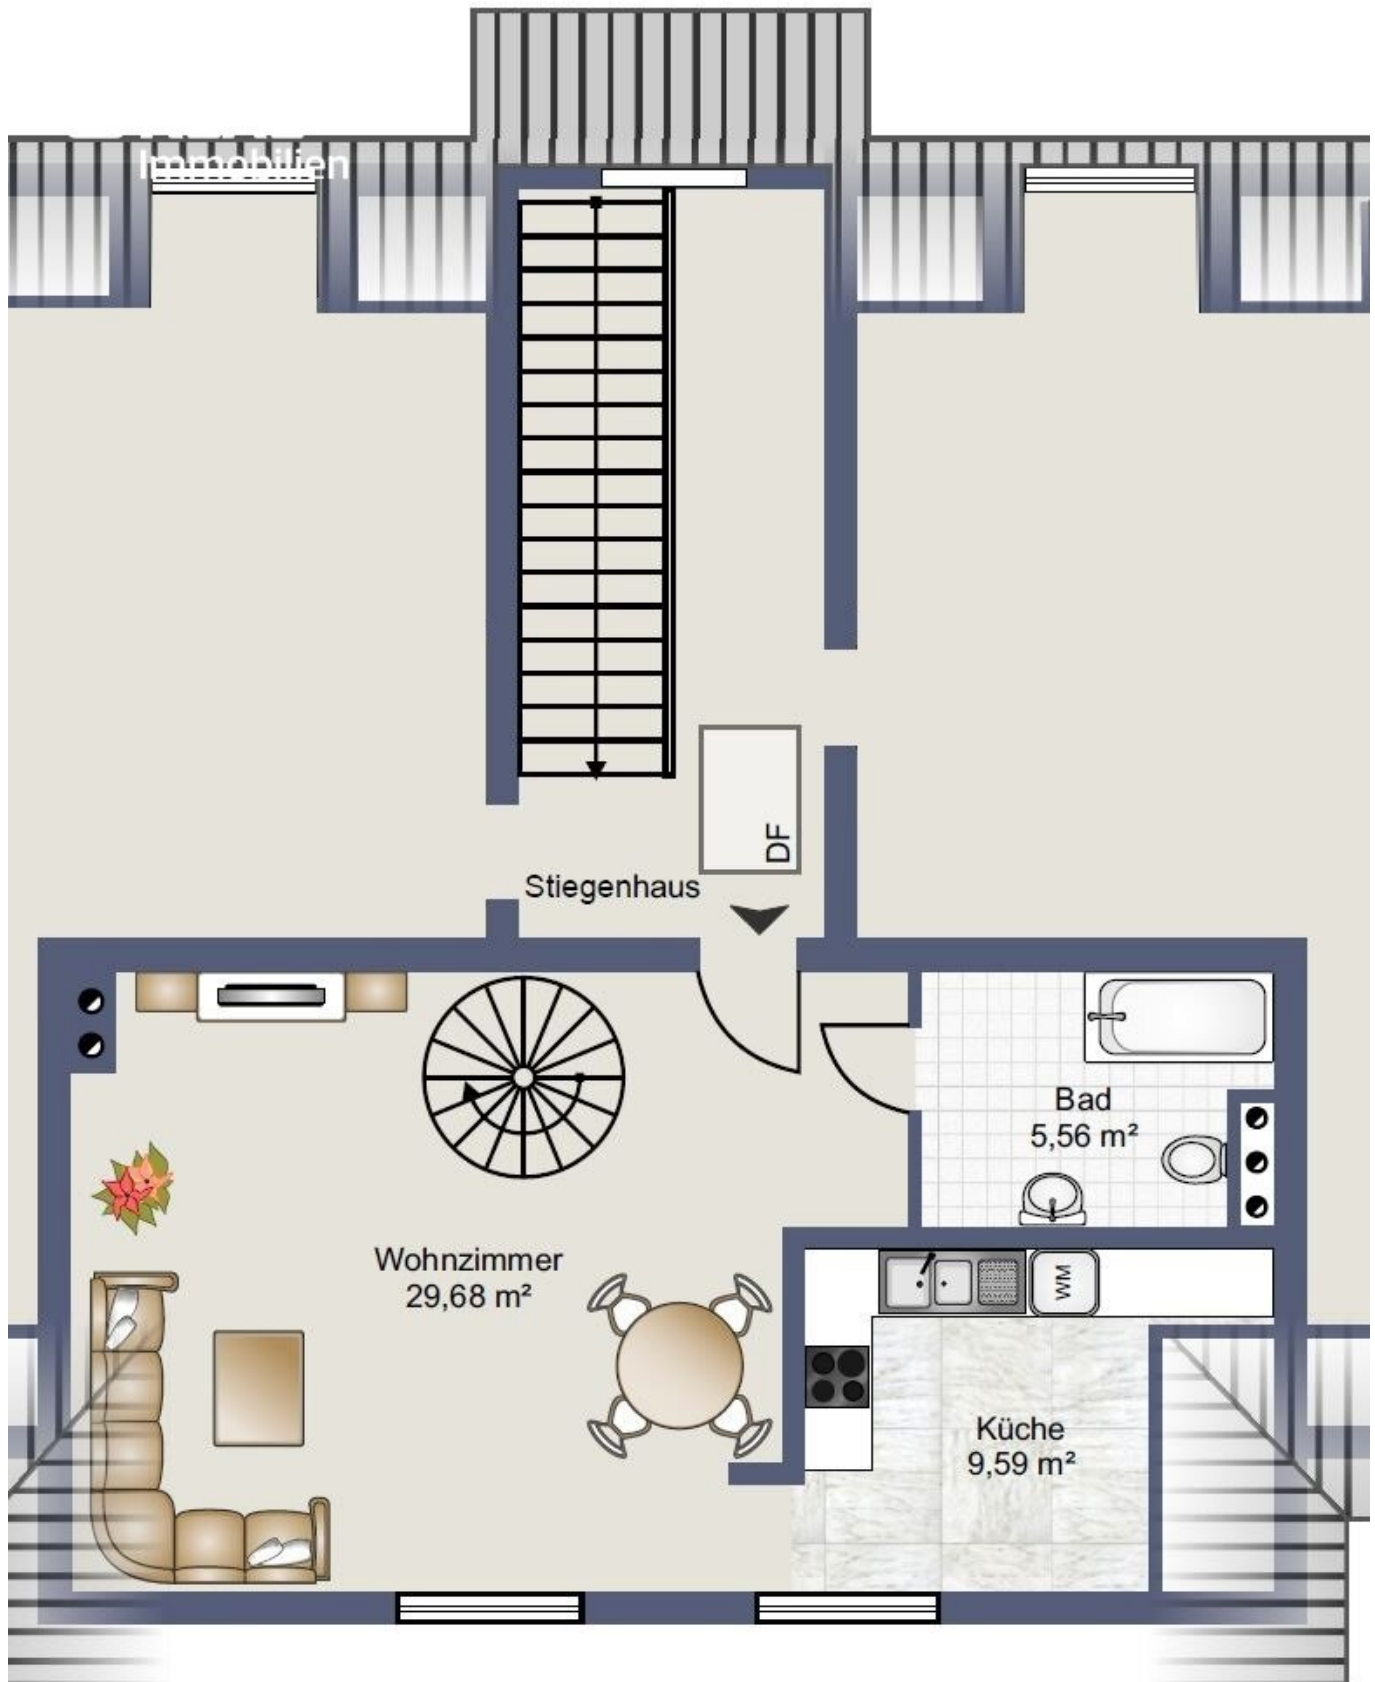 Immobilien
DF
Stiegenhaus
Bad
5,56 m²
Wohnzimmer
29,68 m²
WM
Küche
9,59 m²